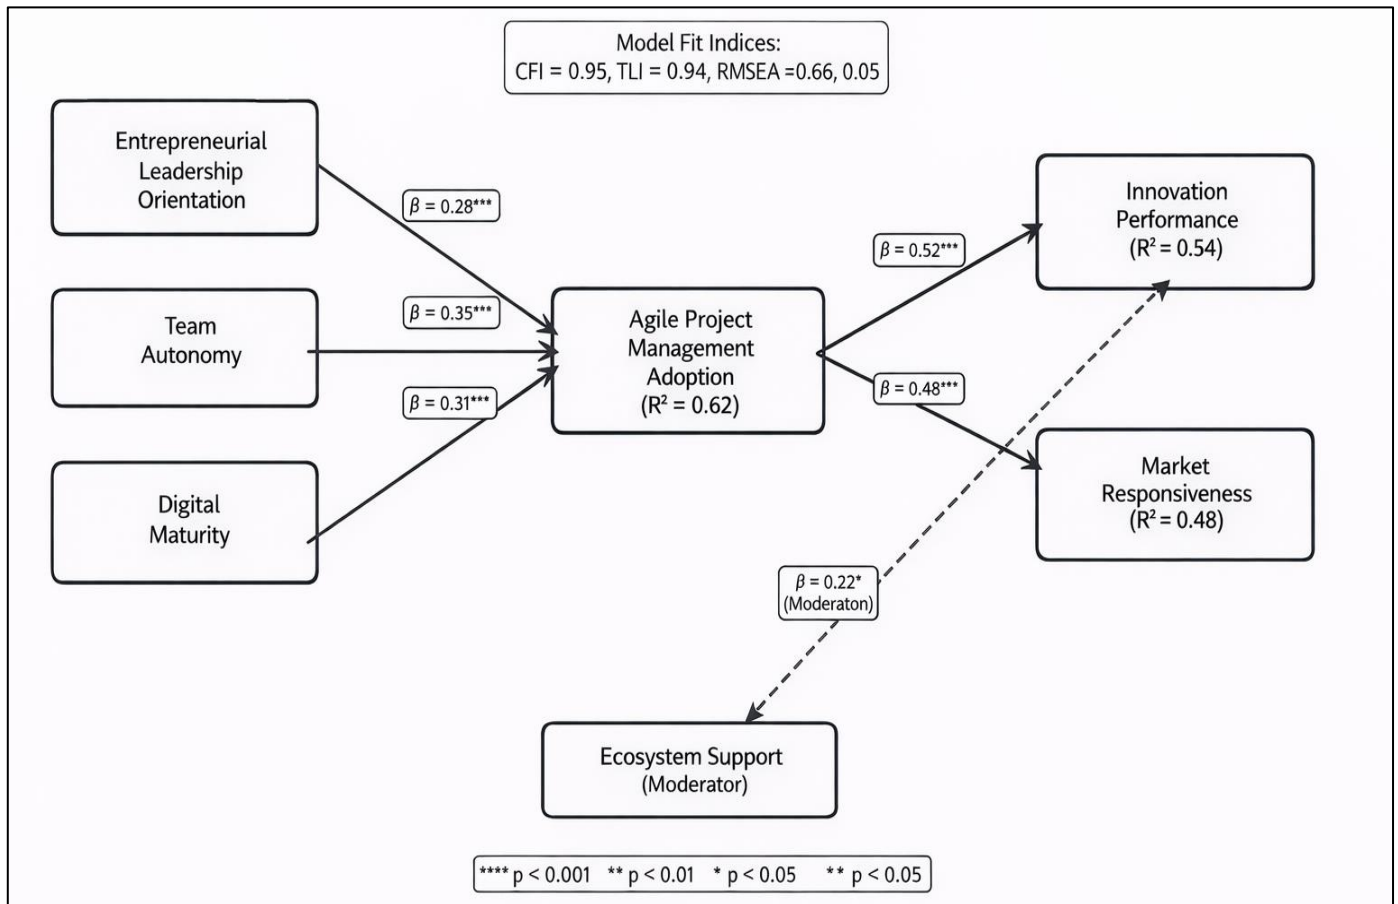 Model Fit Indices:
CFI = 0.95, TLI = 0.94, RMSEA =0.66, 0.05
Entrepreneurial
Leadership
Orientation
β = 0.28***
Team
Autonomy
β = 0.35***
Digital
Maturity
β = 0.31***
Agile Project
Management
Adoption
(R² = 0.62)
β = 0.52***
Innovation
Performance
(R² = 0.54)
β = 0.48***
Market
Responsiveness
(R² = 0.48)
β = 0.22*
(Moderaton)
Ecosystem Support
(Moderator)
**** p < 0.001 ** p < 0.01 * p < 0.05 ** p < 0.05